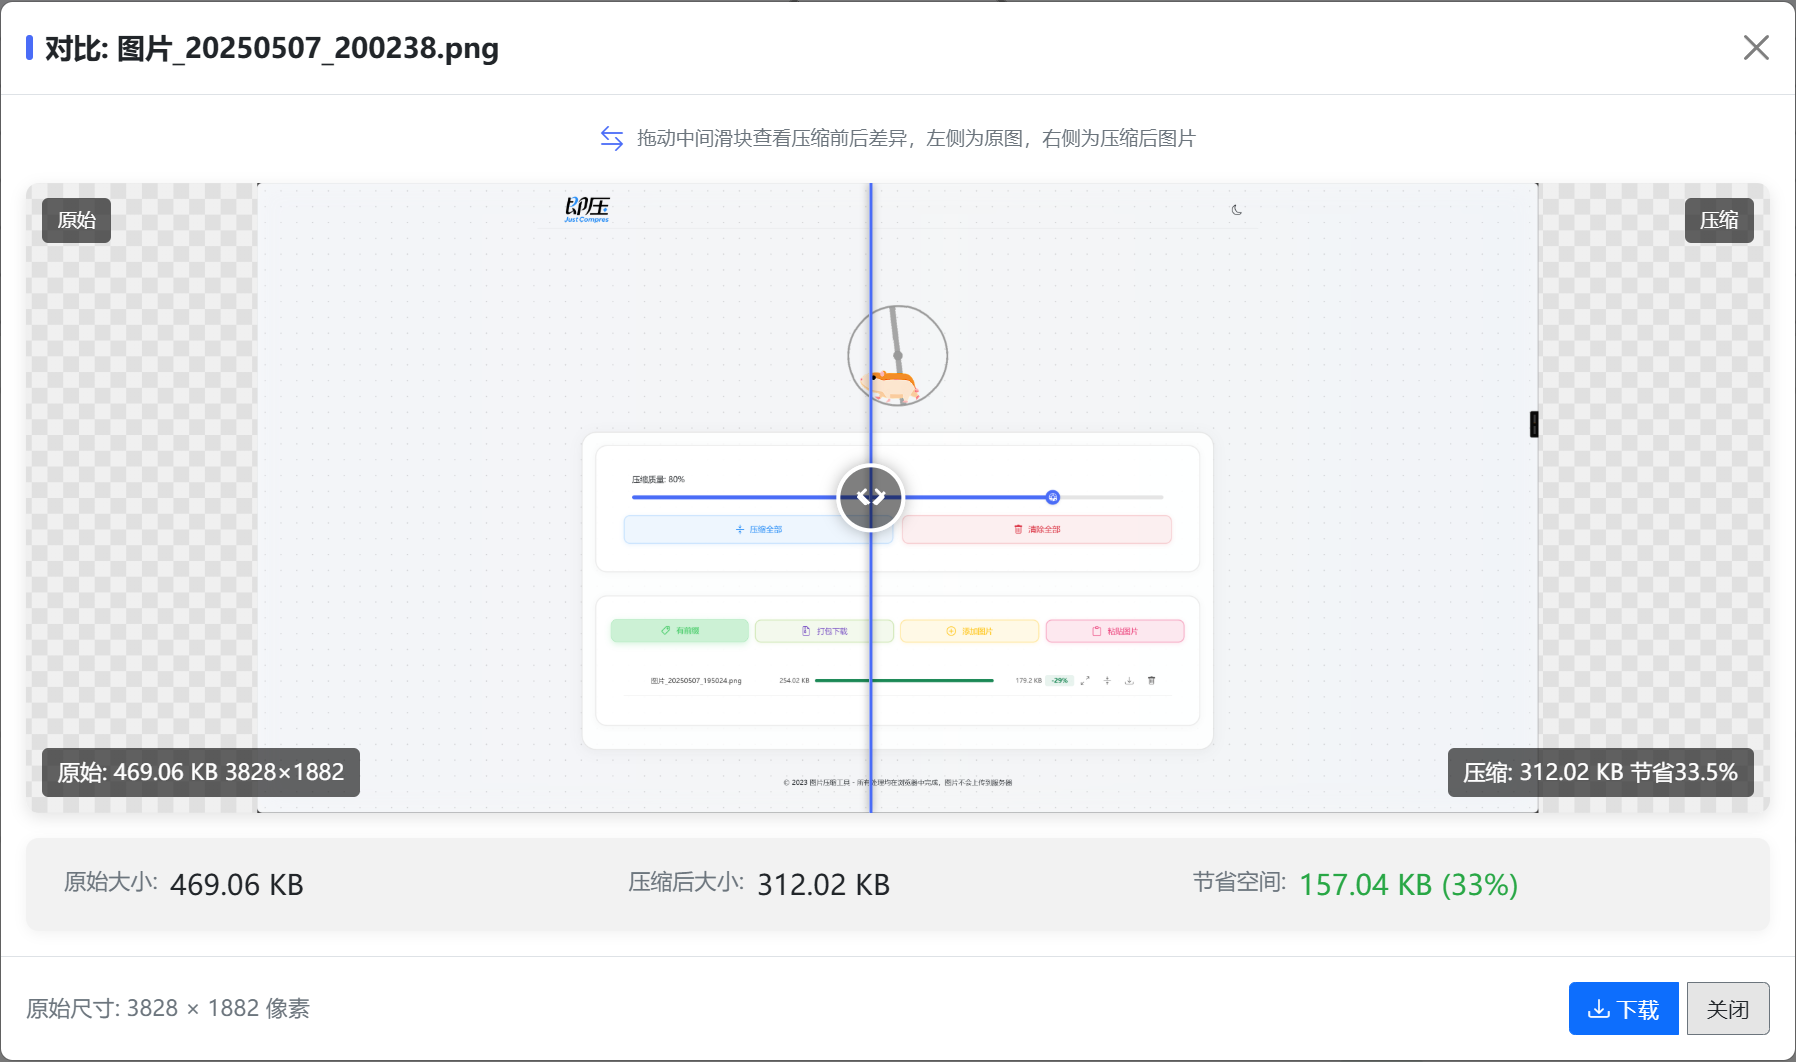 对比: 图片_20250507_200238.png
拖动中间滑块查看压缩前后差异，左侧为原图，右侧为压缩后图片
原始
压缩
即压
Just Compres
压缩质量: 80%
压缩全部
清除全部
有前缀
打包下载
添加图片
粘贴图片
图片_20250507_195024.png
254.02 KB
179.2 KB
-29%
原始: 469.06 KB 3828×1882
压缩: 312.02 KB 节省33.5%
© 2023 图片压缩工具 - 所有处理均在浏览器中完成，图片不会上传到服务器
原始大小: 469.06 KB
压缩后大小: 312.02 KB
节省空间: 157.04 KB (33%)
原始尺寸: 3828 × 1882 像素
下载
关闭